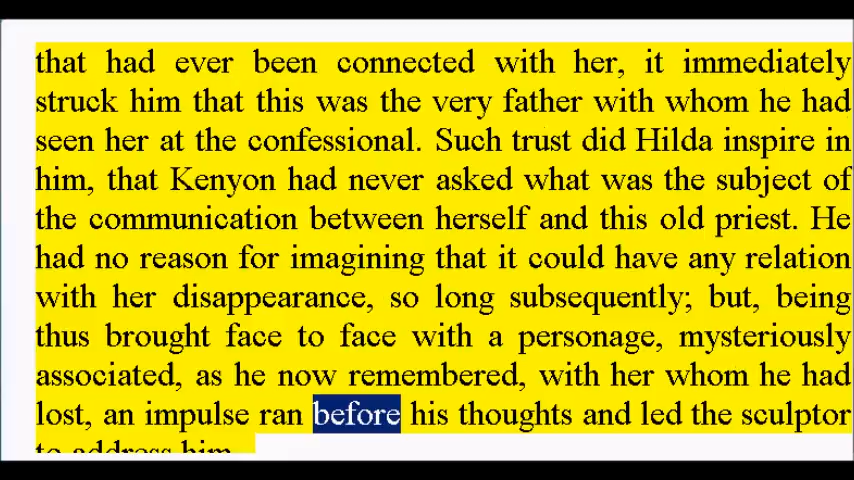 that had ever been connected with her, it immediately
struck him that this was the very father with whom he had
seen her at the confessional. Such trust did Hilda inspire in
him, that Kenyon had never asked what was the subject of
the communication between herself and this old priest. He
had no reason for imagining that it could have any relation
with her disappearance, so long subsequently; but, being
thus brought face to face with a personage, mysteriously
associated, as he now remembered, with her whom he had
lost, an impulse ran before his thoughts and led the sculptor
to address him.